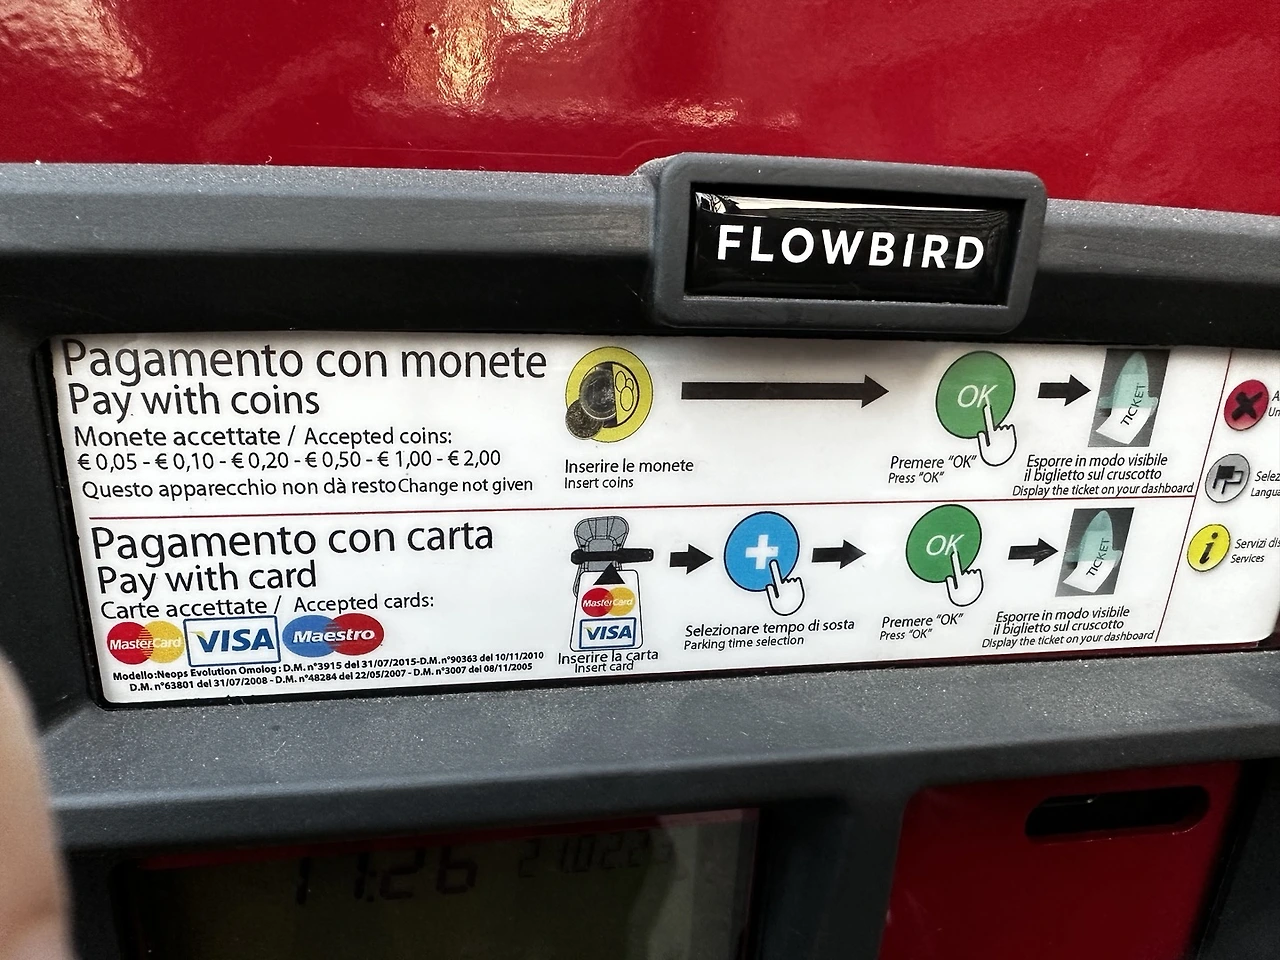 FLOWBIRD
Pagamento con monete
Pay with coins
Monete accettate / Accepted coins:
€ 0,05 - € 0,10 - € 0,20 - € 0,50 - € 1,00 - € 2,00
Questo apparecchio non dà resto Change not given
Inserire le monete
Insert coins
OK
Premere "OK"
Press "OK"
TICKET
Esporre in modo visibile
il biglietto sul cruscotto
Display the ticket on your dashboard
Pagamento con carta
Pay with card
Carte accettate / Accepted cards:
MasterCard VISA Maestro
Modello:Neops Evolution Omolog : D.M. n°3915 del 31/07/2015-D.M. n°90363 del 10/11/2010
D.M. n°63801 del 31/07/2008 - D.M. n°48284 del 22/05/2007 - D.M. n°3007 del 08/11/2005
MasterCard
VISA
Inserire la carta
Insert card
Selezionare tempo di sosta
Parking time selection
OK
Premere "OK"
Press "OK"
TICKET
Esporre in modo visibile
il biglietto sul cruscotto
Display the ticket on your dashboard
i
Servizi
Services
11:26